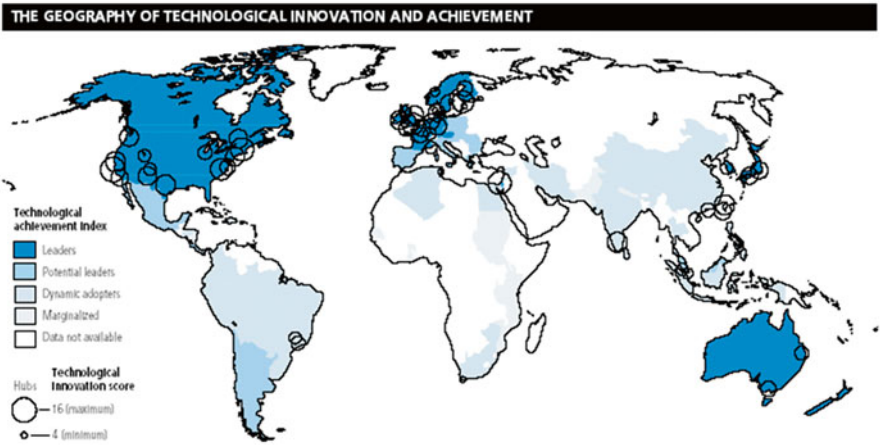 THE GEOGRAPHY OF TECHNOLOGICAL INNOVATION AND ACHIEVEMENT
Technological
achievement index
Leaders
Potential leaders
Dynamic adopters
Marginalized
Data not available
Technological
Hubs Innovation score
16 (maximum)
4 (minimum)